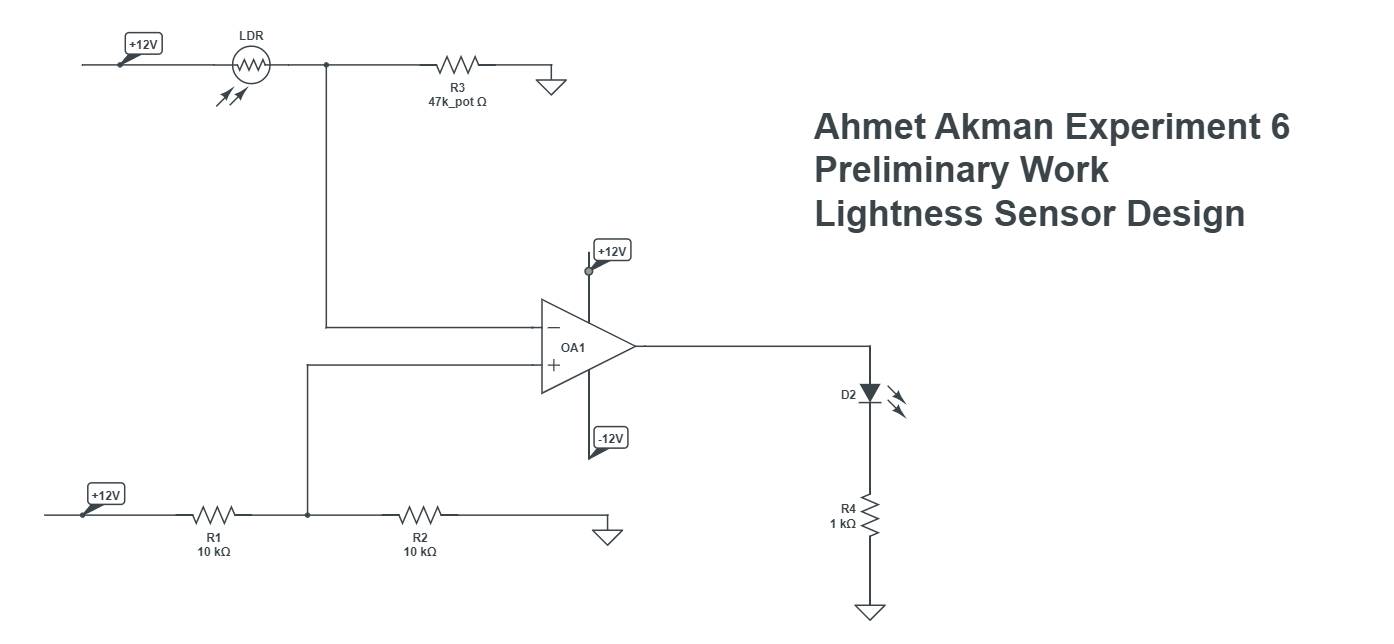 +12V
LDR
R3
47k_pot Ω
Ahmet Akman Experiment 6
Preliminary Work
Lightness Sensor Design
+12V
OA1
-12V
D2
+12V
R1
10 kΩ
R2
10 kΩ
R4
1 kΩ